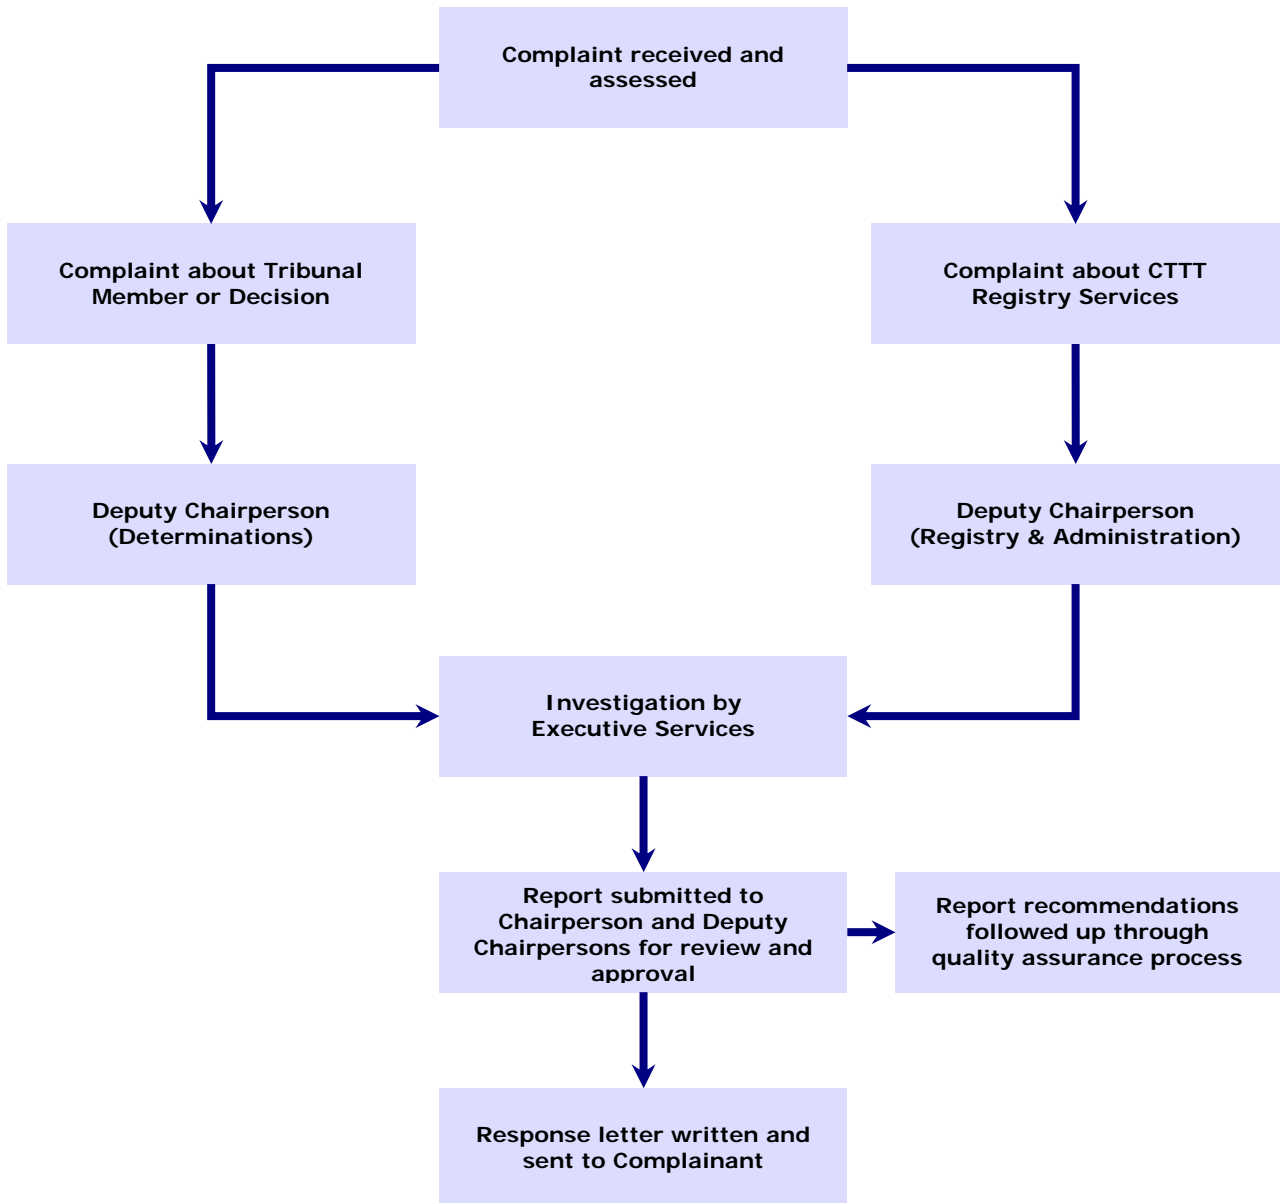 Complaint received and
assessed
Complaint about Tribunal
Member or Decision
Complaint about CTTT
Registry Services
Deputy Chairperson
(Determinations)
Deputy Chairperson
(Registry & Administration)
Investigation by
Executive Services
Report submitted to
Chairperson and Deputy
Chairpersons for review and
approval
Report recommendations
followed up through
quality assurance process
Response letter written and
sent to Complainant